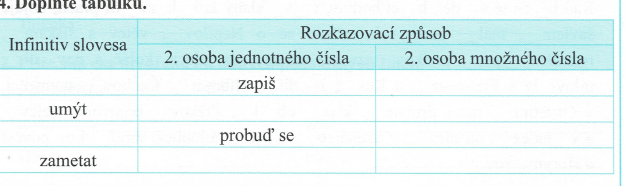 4. Doplňte tabulku.
Infinitiv slovesa
Rozkazovací způsob
2. osoba jednotného čísla 2. osoba množného čísla
zapiš
umýt
probuď se
zametat